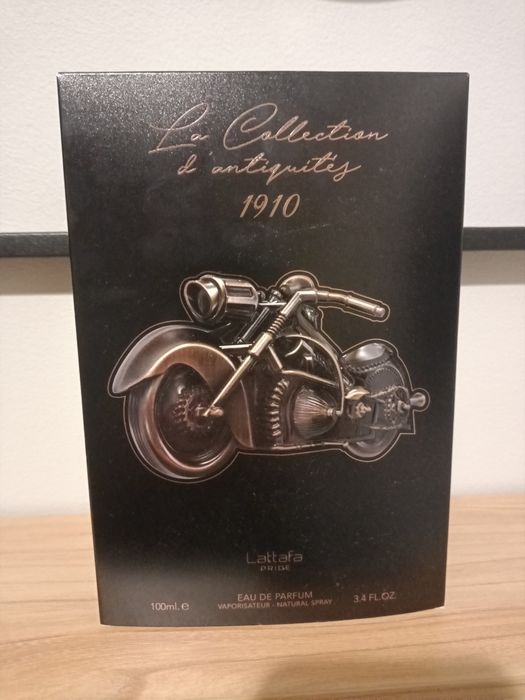 La Collection
d'antiquités
1910
Lattafa
PRIDE
EAU DE PARFUM
100ml. e VAPORISATEUR - NATURAL SPRAY 3.4 FL.OZ.